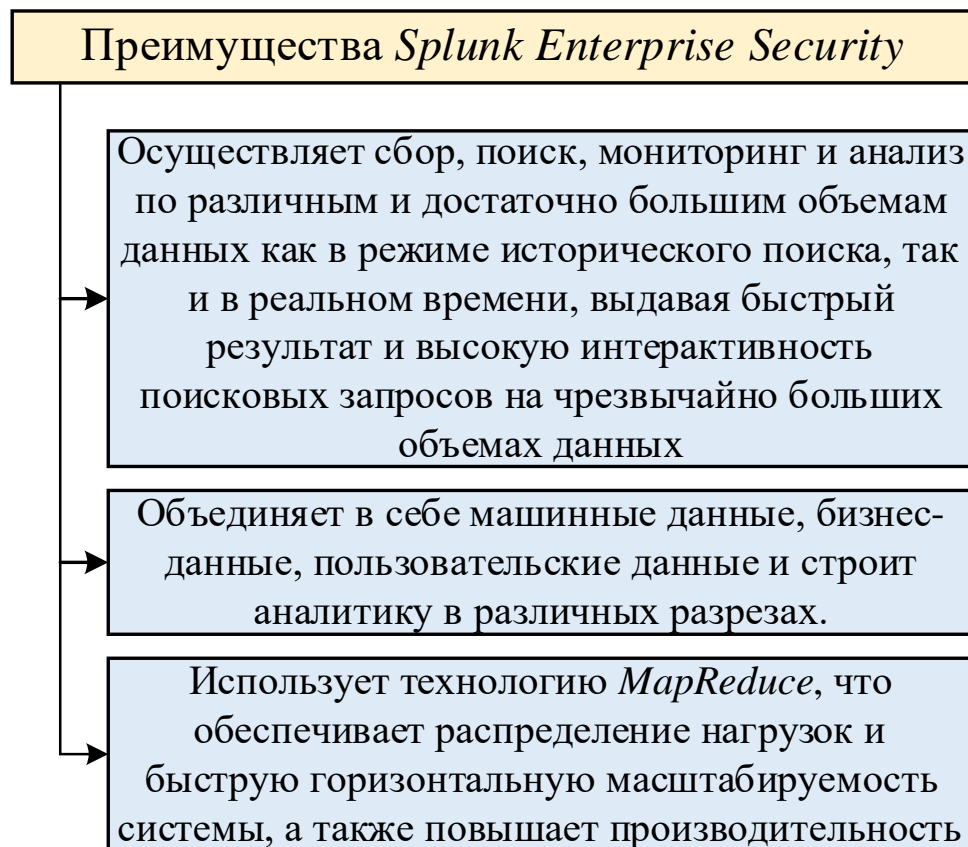 Преимущества Splunk Enterprise Security
Осуществляет сбор, поиск, мониторинг и анализ
по различным и достаточно большим объемам
данных как в режиме исторического поиска, так
и в реальном времени, выдавая быстрый
результат и высокую интерактивность
поисковых запросов на чрезвычайно больших
объемах данных
Объединяет в себе машинные данные, бизнес-
данные, пользовательские данные и строит
аналитику в различных разрезах.
Использует технологию MapReduce, что
обеспечивает распределение нагрузок и
быструю горизонтальную масштабируемость
системы, а также повышает производительность